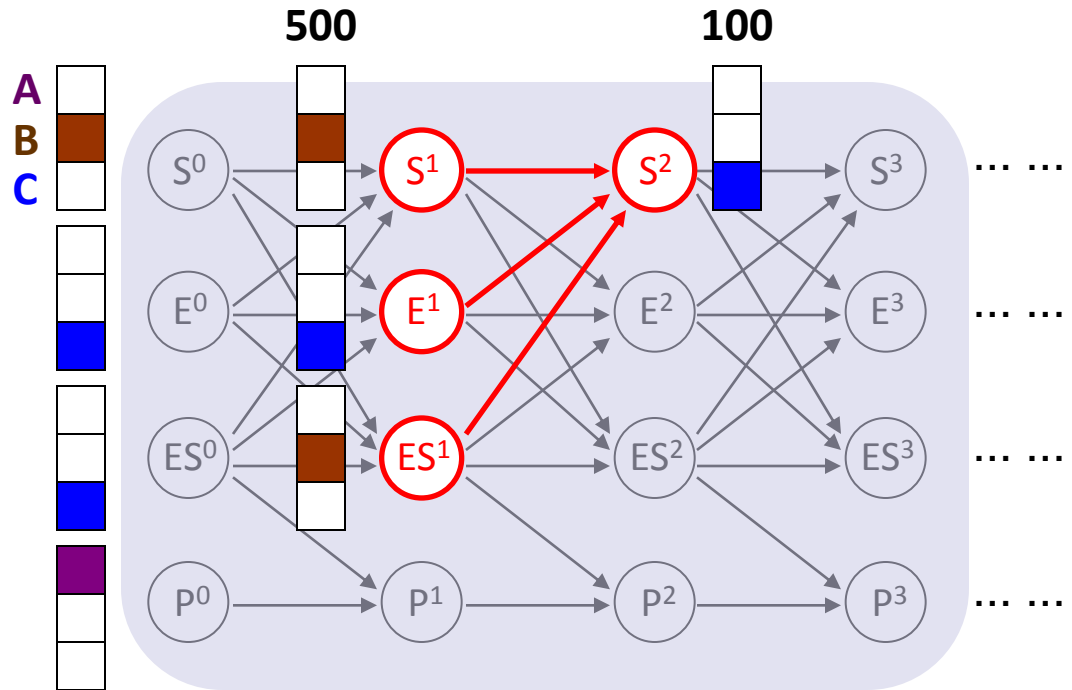 500 100
A
B
C
S⁰ S¹ S² S³ ... ...
E⁰ E¹ E² E³ ... ...
ES⁰ ES¹ ES² ES³ ... ...
P⁰ P¹ P² P³ ... ...